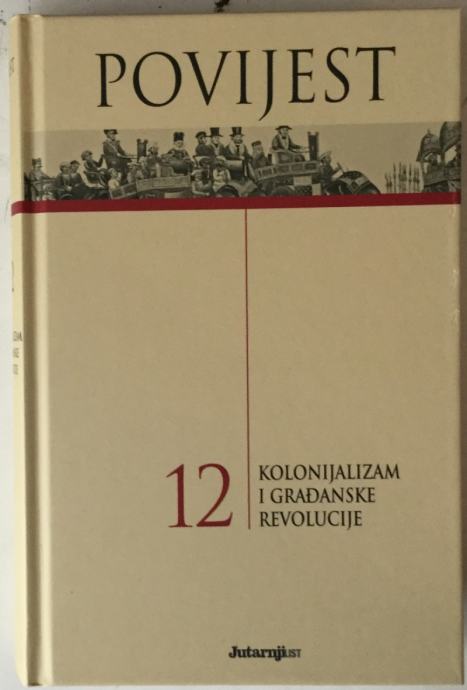 POVIJEST
12
KOLONIJALIZAM
I GRAĐANSKE
REVOLUCIJE
JutarnjiLIST